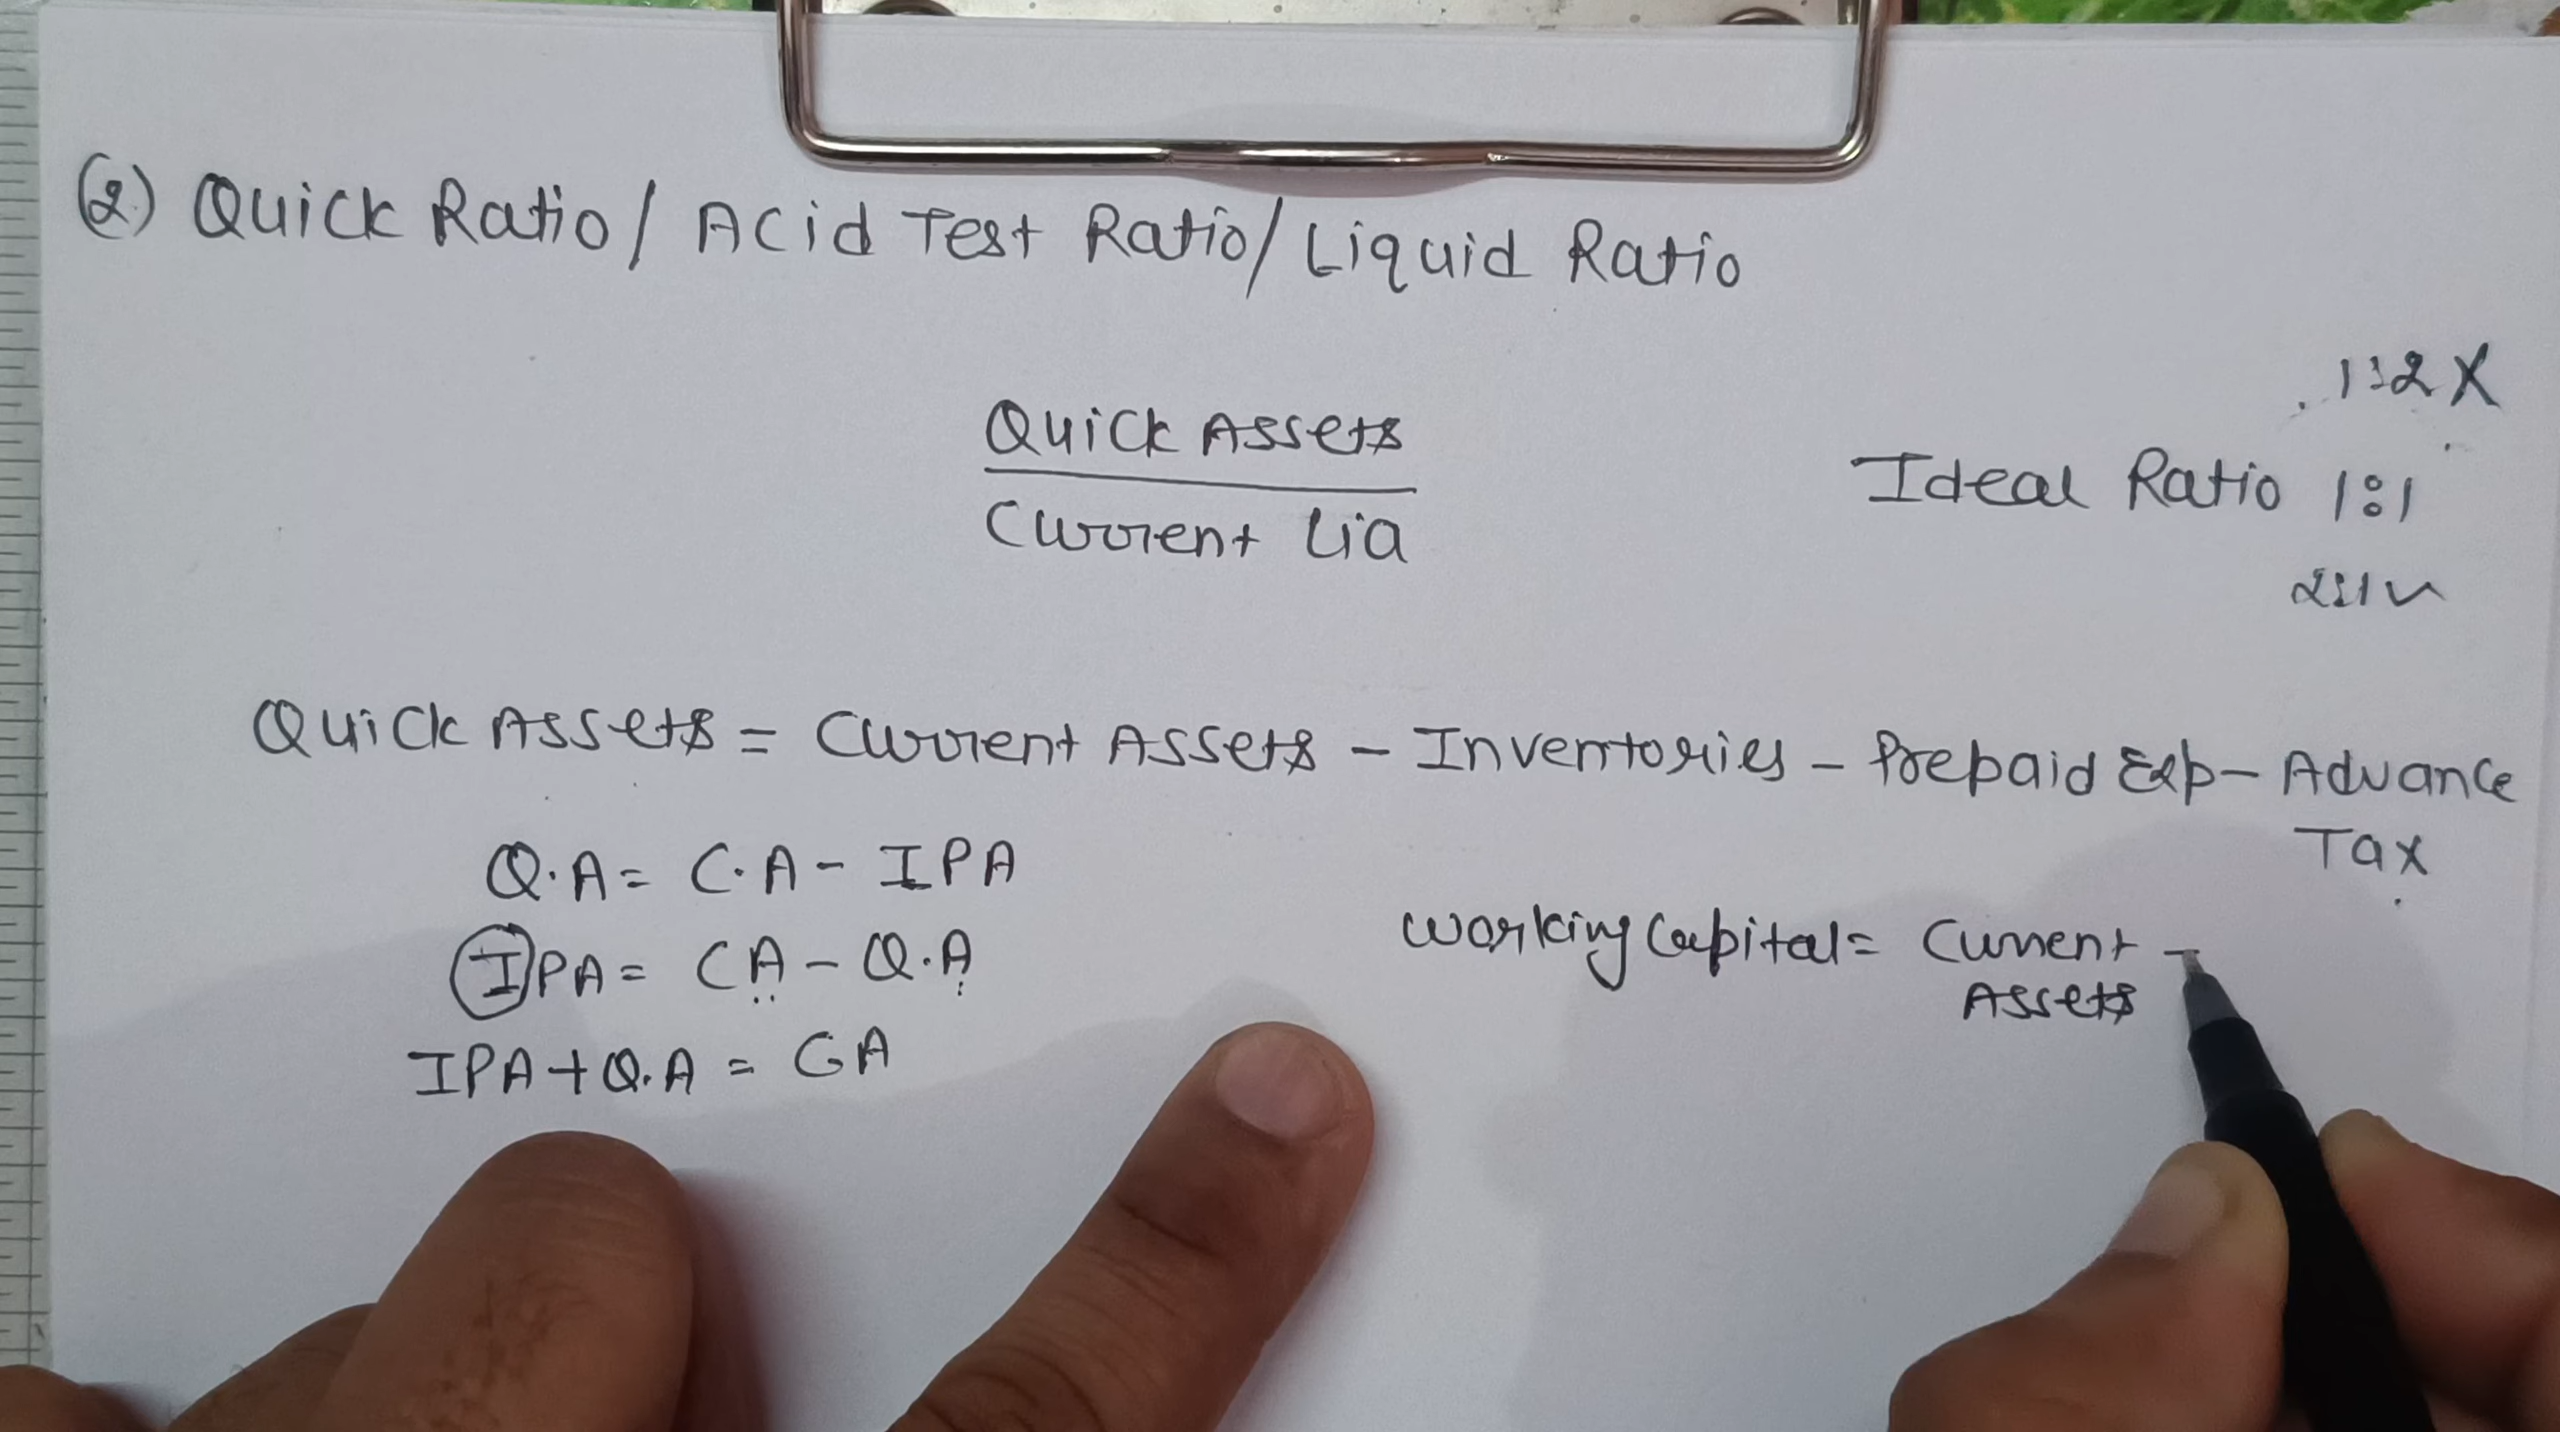 (2) Quick Ratio/ Acid Test Ratio/ Liquid Ratio
1:2 X
Quick Assets
Current Lia
Ideal Ratio 1:1
2:1 ✓
Quick Assets = Current Assets - Inventories - Prepaid Exp - Advance
Tax
Q.A = C.A - IPA
IPA = CA - Q.A
IPA + Q.A = CA
Working Capital = Current -
Assets